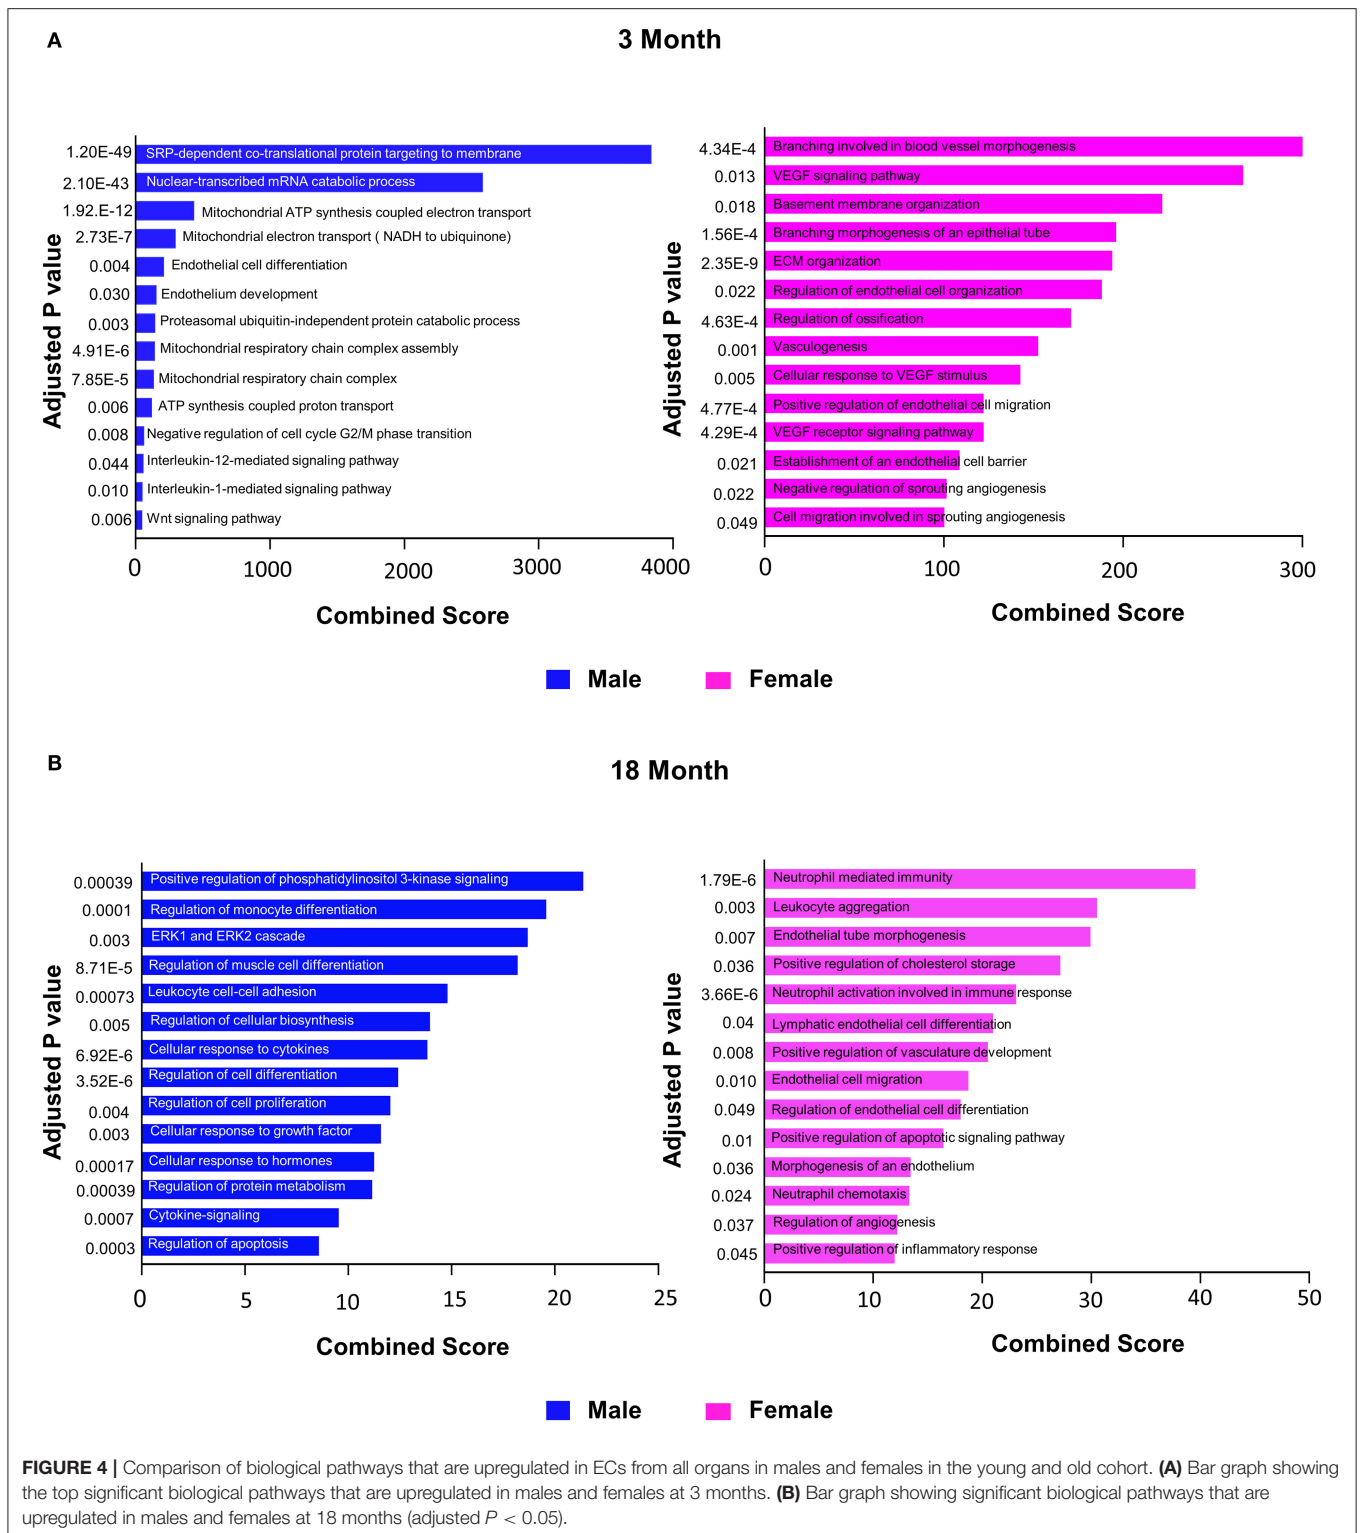 A
3 Month
Adjusted P value
1.20E-49 SRP-dependent co-translational protein targeting to membrane
2.10E-43 Nuclear-transcribed mRNA catabolic process
1.92.E-12 Mitochondrial ATP synthesis coupled electron transport
2.73E-7 Mitochondrial electron transport ( NADH to ubiquinone)
0.004 Endothelial cell differentiation
0.030 Endothelium development
0.003 Proteasomal ubiquitin-independent protein catabolic process
4.91E-6 Mitochondrial respiratory chain complex assembly
7.85E-5 Mitochondrial respiratory chain complex
0.006 ATP synthesis coupled proton transport
0.008 Negative regulation of cell cycle G2/M phase transition
0.044 Interleukin-12-mediated signaling pathway
0.010 Interleukin-1-mediated signaling pathway
0.006 Wnt signaling pathway
0 1000 2000 3000 4000
Combined Score
Adjusted P value
4.34E-4 Branching involved in blood vessel morphogenesis
0.013 VEGF signaling pathway
0.018 Basement membrane organization
1.56E-4 Branching morphogenesis of an epithelial tube
2.35E-9 ECM organization
0.022 Regulation of endothelial cell organization
4.63E-4 Regulation of ossification
0.001 Vasculogenesis
0.005 Cellular response to VEGF stimulus
4.77E-4 Positive regulation of endothelial cell migration
4.29E-4 VEGF receptor signaling pathway
0.021 Establishment of an endothelial cell barrier
0.022 Negative regulation of sprouting angiogenesis
0.049 Cell migration involved in sprouting angiogenesis
0 100 200 300
Combined Score
Male Female
B
18 Month
Adjusted P value
0.00039 Positive regulation of phosphatidylinositol 3-kinase signaling
0.0001 Regulation of monocyte differentiation
0.003 ERK1 and ERK2 cascade
8.71E-5 Regulation of muscle cell differentiation
0.00073 Leukocyte cell-cell adhesion
0.005 Regulation of cellular biosynthesis
6.92E-6 Cellular response to cytokines
3.52E-6 Regulation of cell differentiation
0.004 Regulation of cell proliferation
0.003 Cellular response to growth factor
0.00017 Cellular response to hormones
0.00039 Regulation of protein metabolism
0.0007 Cytokine-signaling
0.0003 Regulation of apoptosis
0 5 10 15 20 25
Combined Score
Adjusted P value
1.79E-6 Neutrophil mediated immunity
0.003 Leukocyte aggregation
0.007 Endothelial tube morphogenesis
0.036 Positive regulation of cholesterol storage
3.66E-6 Neutrophil activation involved in immune response
0.04 Lymphatic endothelial cell differentiation
0.008 Positive regulation of vasculature development
0.010 Endothelial cell migration
0.049 Regulation of endothelial cell differentiation
0.01 Positive regulation of apoptotic signaling pathway
0.036 Morphogenesis of an endothelium
0.024 Neutraphil chemotaxis
0.037 Regulation of angiogenesis
0.045 Positive regulation of inflammatory response
0 10 20 30 40 50
Combined Score
Male Female
FIGURE 4 | Comparison of biological pathways that are upregulated in ECs from all organs in males and females in the young and old cohort. (A) Bar graph showing
the top significant biological pathways that are upregulated in males and females at 3 months. (B) Bar graph showing significant biological pathways that are
upregulated in males and females at 18 months (adjusted P < 0.05).